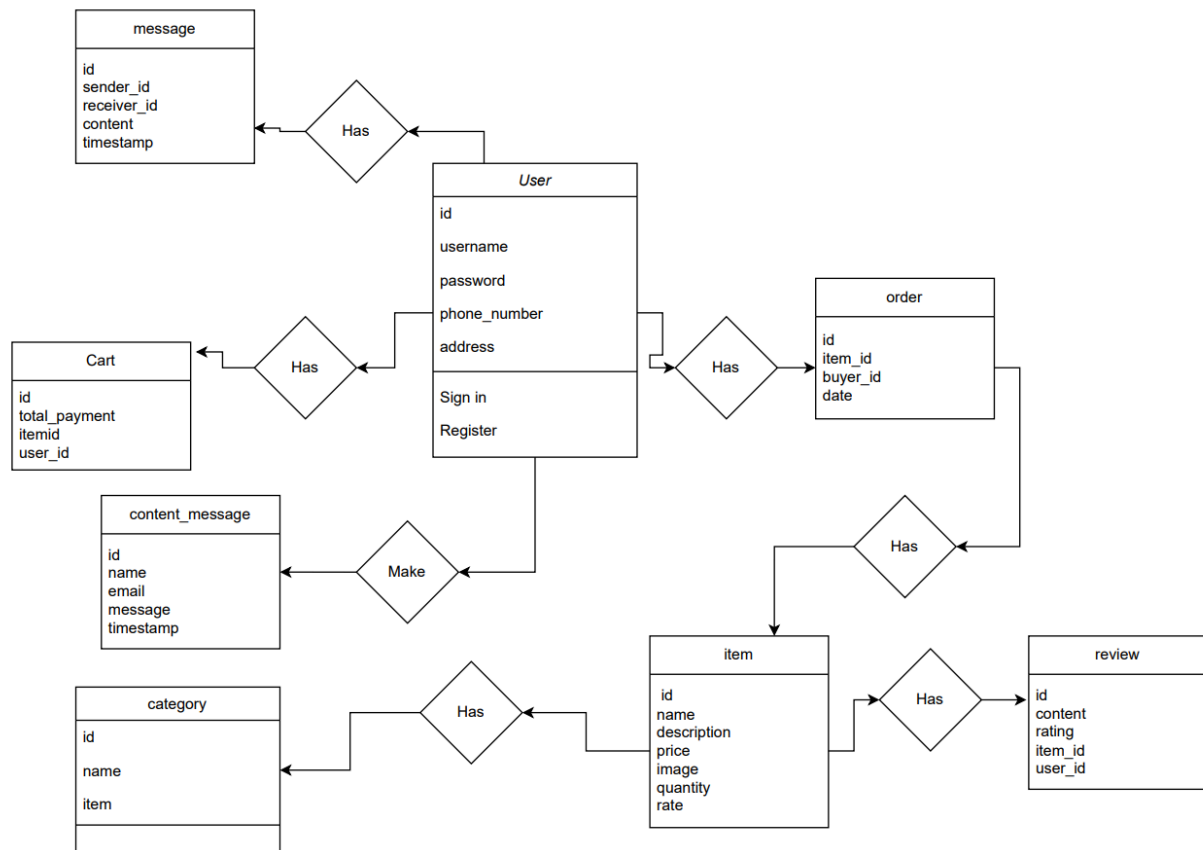 message
id
sender_id
receiver_id
content
timestamp
Has
User
id
username
password
phone_number
address
Sign in
Register
Has
Cart
id
total_payment
itemid
user_id
Has
order
id
item_id
buyer_id
date
content_message
id
name
email
message
timestamp
Make
Has
category
id
name
item
Has
item
id
name
description
price
image
quantity
rate
Has
review
id
content
rating
item_id
user_id